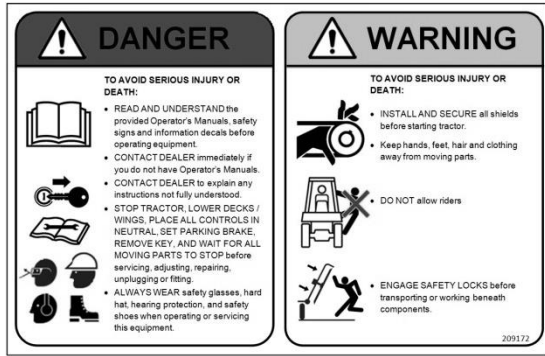 DANGER
TO AVOID SERIOUS INJURY OR
DEATH:
• READ AND UNDERSTAND the
provided Operator's Manuals, safety
signs and information decals before
operating equipment.
• CONTACT DEALER immediately if
you do not have Operator's Manuals.
• CONTACT DEALER to explain any
instructions not fully understood.
• STOP TRACTOR, LOWER DECKS /
WINGS, PLACE ALL CONTROLS IN
NEUTRAL, SET PARKING BRAKE,
REMOVE KEY, AND WAIT FOR ALL
MOVING PARTS TO STOP before
servicing, adjusting, repairing,
unplugging or fitting.
• ALWAYS WEAR safety glasses, hard
hat, hearing protection, and safety
shoes when operating or servicing
this equipment.
WARNING
TO AVOID SERIOUS INJURY OR
DEATH:
• INSTALL AND SECURE all shields
before starting tractor.
• Keep hands, feet, hair and clothing
away from moving parts.
• DO NOT allow riders
• ENGAGE SAFETY LOCKS before
transporting or working beneath
components.
209172